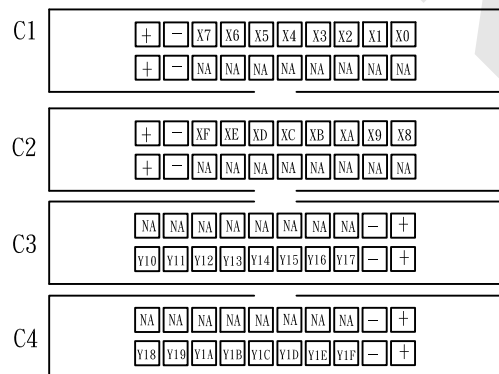 C1
+ − X7 X6 X5 X4 X3 X2 X1 X0
+ − NA NA NA NA NA NA NA NA
C2
+ − XF XE XD XC XB XA X9 X8
+ − NA NA NA NA NA NA NA NA
C3
NA NA NA NA NA NA NA NA − +
Y10 Y11 Y12 Y13 Y14 Y15 Y16 Y17 − +
C4
NA NA NA NA NA NA NA NA − +
Y18 Y19 Y1A Y1B Y1C Y1D Y1E Y1F − +